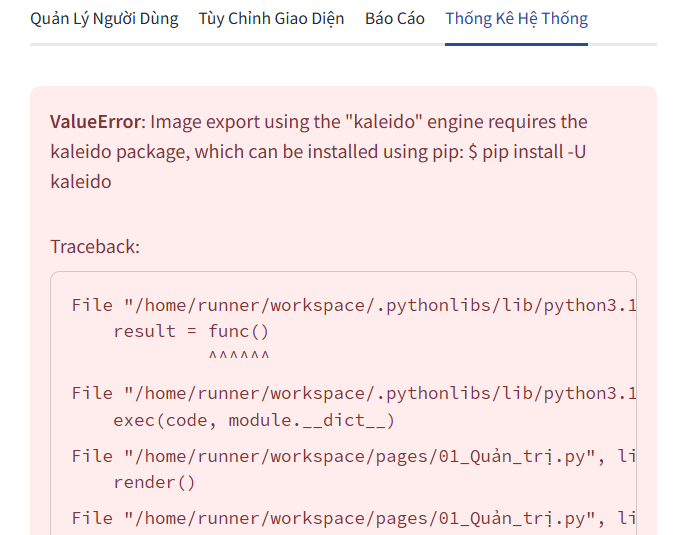 Quản Lý Người Dùng Tùy Chỉnh Giao Diện Báo Cáo Thống Kê Hệ Thống
ValueError: Image export using the "kaleido" engine requires the
kaleido package, which can be installed using pip: $ pip install -U
kaleido
Traceback:
File "/home/runner/workspace/.pythonlibs/lib/python3.1
result = func()
^^^^^^
File "/home/runner/workspace/.pythonlibs/lib/python3.1
exec(code, module.__dict__)
File "/home/runner/workspace/pages/01_Quản_trị.py", li
render()
File "/home/runner/workspace/pages/01_Quản_trị.py", li